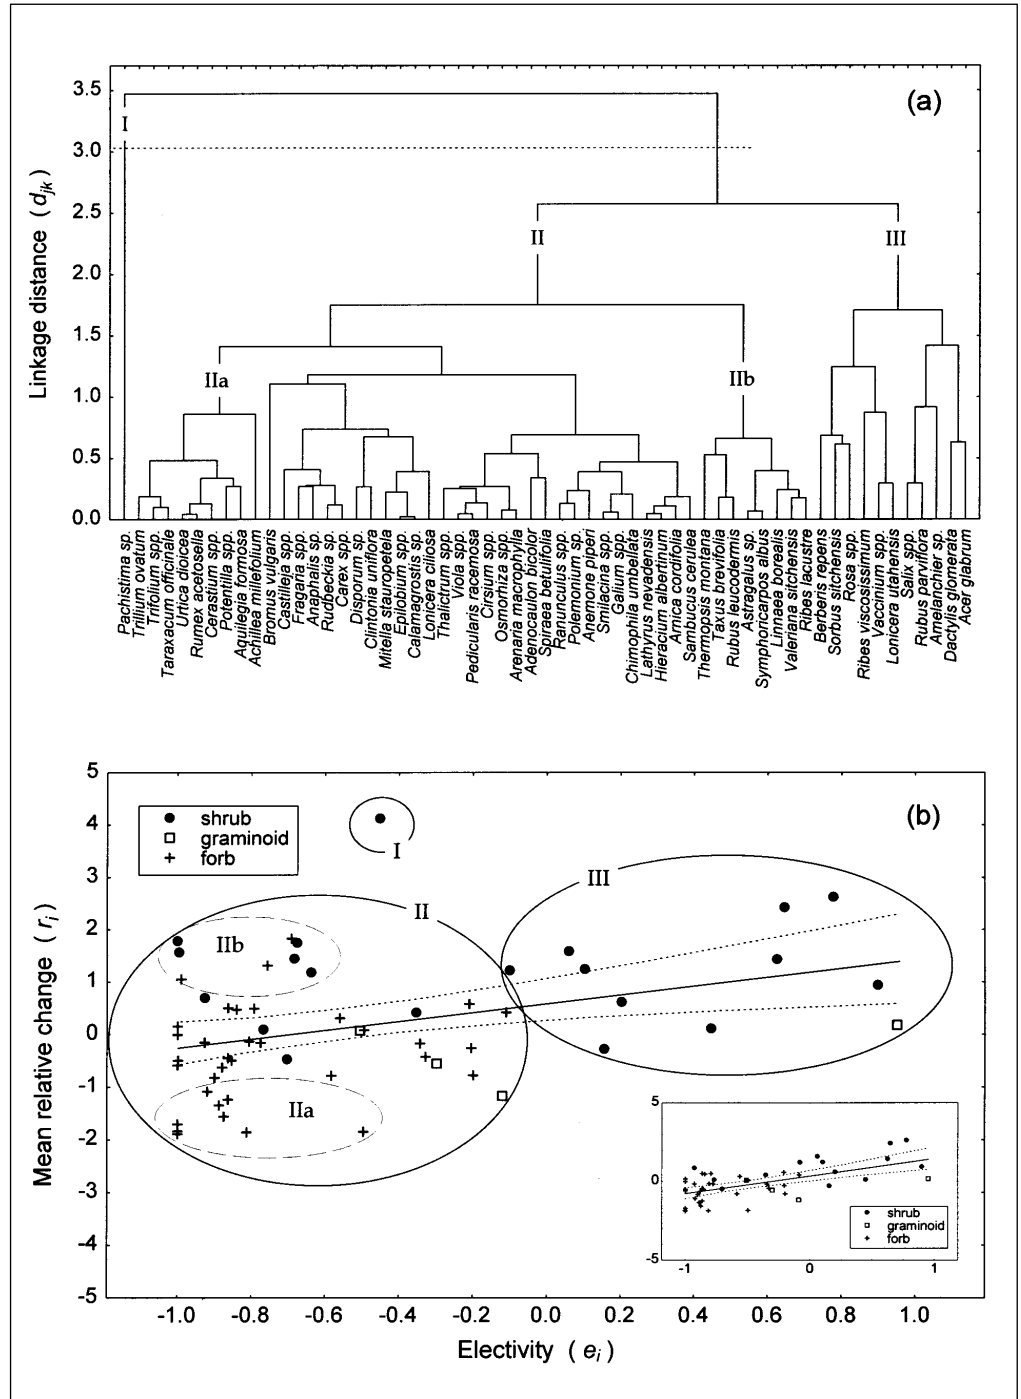 (a)
Linkage distance ( djk)
3.5
3.0
2.5
2.0
1.5
1.0
0.5
0.0
I
II
III
IIa
IIb
Pachistima sp.
Trilium ovatum
Trifolium spp.
Taraxacum officinale
Urtica dioicea
Rumex acetosella
Cerastium spp.
Potentilla spp.
Aquilegia formosa
Achillea millefolium
Bromus vulgaris
Castilleja spp.
Fragaria spp.
Anaphalis sp.
Rudbeckia sp.
Carex spp.
Disporum sp.
Clintonia uniflora
Mitella stauropetela
Epilobium spp.
Calamagrostis sp.
Lonicera ciliosa
Thalictrum spp.
Viola spp.
Pedicularis racemosa
Cirsium spp.
Osmorhiza spp.
Arenaria macrophylla
Adenocaulon bicolor
Spiraea betulifolia
Ranunculus spp.
Polemonium sp.
Anemone piperi
Smilacina spp.
Galium spp.
Chimophila umbelata
Lathyrus nevadensis
Hieracium albertinum
Arnica cordifolia
Sambucus cerulea
Thermopsis montana
Taxus brevifolia
Rubus leucodermis
Astragalus sp.
Symphoricarpos albus
Linnaea borealis
Valeriana sitchensis
Ribes lacustre
Berberis repens
Sorbus sitchensis
Rosa spp.
Ribes viscosissimum
Vaccinium spp.
Lonicera utahensis
Salix spp.
Rubus parviflora
Amelanchier sp.
Dactylis glomerata
Acer glabrum
(b)
Mean relative change ( ri )
5
4
3
2
1
0
-1
-2
-3
-4
-5
shrub
graminoid
forb
I
II
III
IIb
IIa
5
0
-5
shrub
graminoid
forb
-1
0
1
-1.0
-0.8
-0.6
-0.4
-0.2
0.0
0.2
0.4
0.6
0.8
1.0
Electivity ( ei )